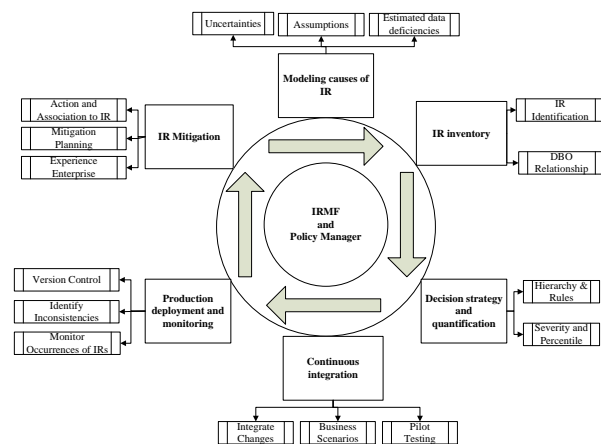 Uncertainties
Assumptions
Estimated data
deficiencies
Modeling causes of
IR
Action and
Association to IR
Mitigation
Planning
Experience
Enterprise
IR Mitigation
IR inventory
IR
Identification
DBO
Relationship
IRMF
and
Policy Manager
Version Control
Identify
Inconsistencies
Monitor
Occurrences of IRs
Production
deployment and
monitoring
Decision strategy
and
quantification
Hierarchy &
Rules
Severity and
Percentile
Continuous
integration
Integrate
Changes
Business
Scenarios
Pilot
Testing